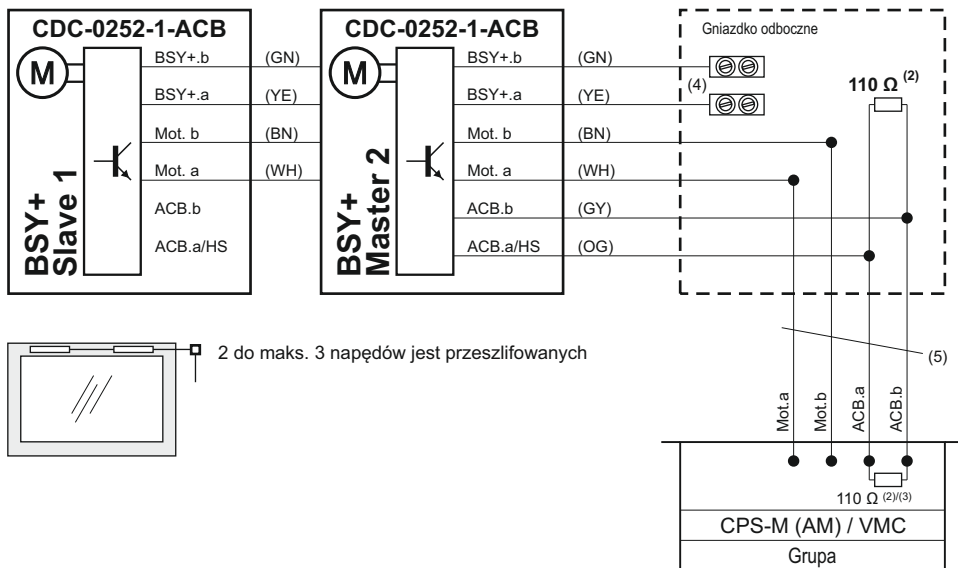 CDC-0252-1-ACB
M
BSY+.b (GN)
BSY+.a (YE)
Mot. b (BN)
Mot. a (WH)
ACB.b
ACB.a/HS
BSY+
Slave 1
CDC-0252-1-ACB
M
BSY+.b (GN)
BSY+.a (YE)
Mot. b (BN)
Mot. a (WH)
ACB.b (GY)
ACB.a/HS (OG)
BSY+
Master 2
Gniazdko odboczne
(4)
110 Ω (2)
2 do maks. 3 napędów jest przeszlifowanych
(5)
Mot.a
Mot.b
ACB.a
ACB.b
110 Ω (2)/(3)
CPS-M (AM) / VMC
Grupa